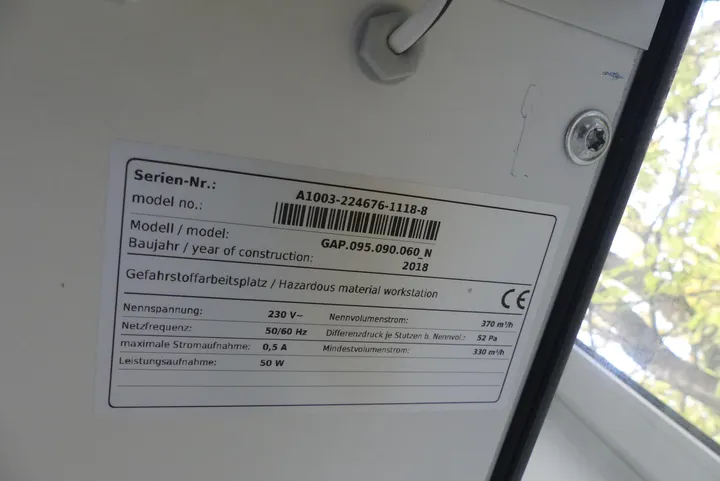 Serien-Nr.: A1003-224676-1118-8
model no.:
Modell / model: GAP.095.090.060_N
Baujahr / year of construction: 2018
Gefahrstoffarbeitsplatz / Hazardous material workstation CE
Nennspannung: 230 V~ Nennvolumenstrom: 370 m³/h
Netzfrequenz: 50/60 Hz Differenzdruck je Stutzen b. Nennvol.: 52 Pa
maximale Stromaufnahme: 0,5 A Mindestvolumenstrom: 330 m³/h
Leistungsaufnahme: 50 W